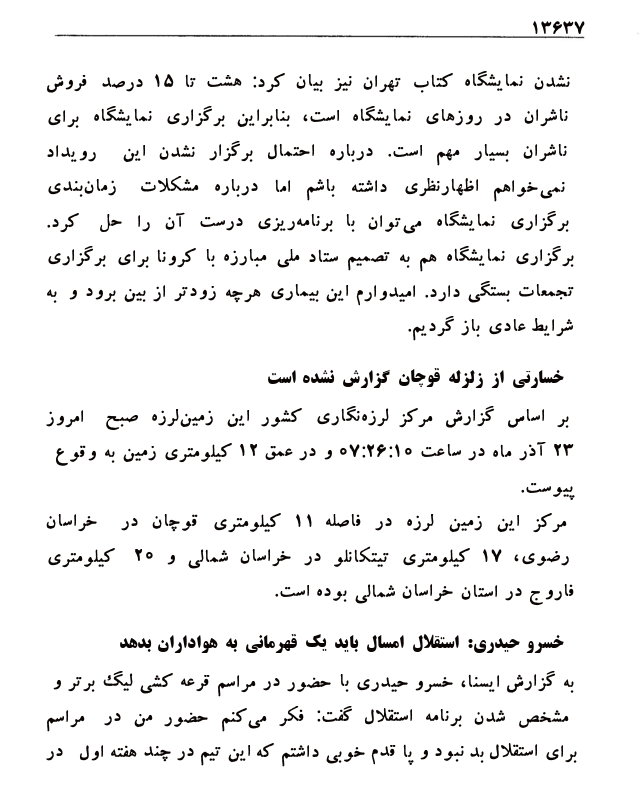 ۱۳۶۳۷
نشدن نمایشگاه کتاب تهران نیز بیان کرد: هشت تا ۱۵ درصد فروش
ناشران در روزهای نمایشگاه است، بنابراین برگزاری نمایشگاه برای
ناشران بسیار مهم است. درباره احتمال برگزار نشدن این رویداد
نمی‌خواهم اظهارنظری داشته باشم اما درباره مشکلات زمان‌بندی
برگزاری نمایشگاه می‌توان با برنامه‌ریزی درست آن را حل کرد.
برگزاری نمایشگاه هم به تصمیم ستاد ملی مبارزه با کرونا برای برگزاری
تجمعات بستگی دارد. امیدوارم این بیماری هرچه زودتر از بین برود و به
شرایط عادی باز گردیم.
خسارتی از زلزله قوچان گزارش نشده است
بر اساس گزارش مرکز لرزه‌نگاری کشور این زمین‌لرزه صبح امروز
۲۳ آذر ماه در ساعت ۰۷:۲۶:۱۰ و در عمق ۱۲ کیلومتری زمین به وقوع
پیوست.
مرکز این زمین لرزه در فاصله ۱۱ کیلومتری قوچان در خراسان
رضوی، ۱۷ کیلومتری تیتکانلو در خراسان شمالی و ۲۰ کیلومتری
فاروج در استان خراسان شمالی بوده است.
خسرو حیدری: استقلال امسال باید یک قهرمانی به هواداران بدهد
به گزارش ایسنا، خسرو حیدری با حضور در مراسم قرعه کشی لیگ برتر و
مشخص شدن برنامه استقلال گفت: فکر می‌کنم حضور من در مراسم
برای استقلال بد نبود و پا قدم خوبی داشتم که این تیم در چند هفته اول در